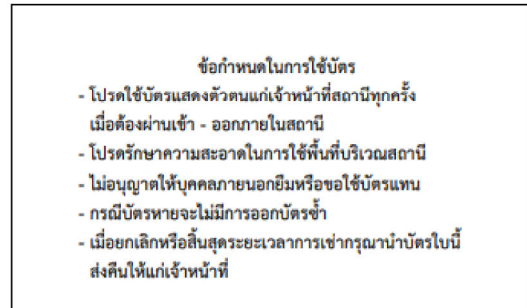 ข้อกำหนดในการใช้บัตร
- โปรดใช้บัตรแสดงตัวตนแก่เจ้าหน้าที่สถานีทุกครั้ง
เมื่อต้องผ่านเข้า - ออกภายในสถานี
- โปรดรักษาความสะอาดในการใช้พื้นที่บริเวณสถานี
- ไม่อนุญาตให้บุคคลภายนอกยืมหรือขอใช้บัตรแทน
- กรณีบัตรหายจะไม่มีการออกบัตรซ้ำ
- เมื่อยกเลิกหรือสิ้นสุดระยะเวลาการเช่ากรุณานำบัตรใบนี้
ส่งคืนให้แก่เจ้าหน้าที่